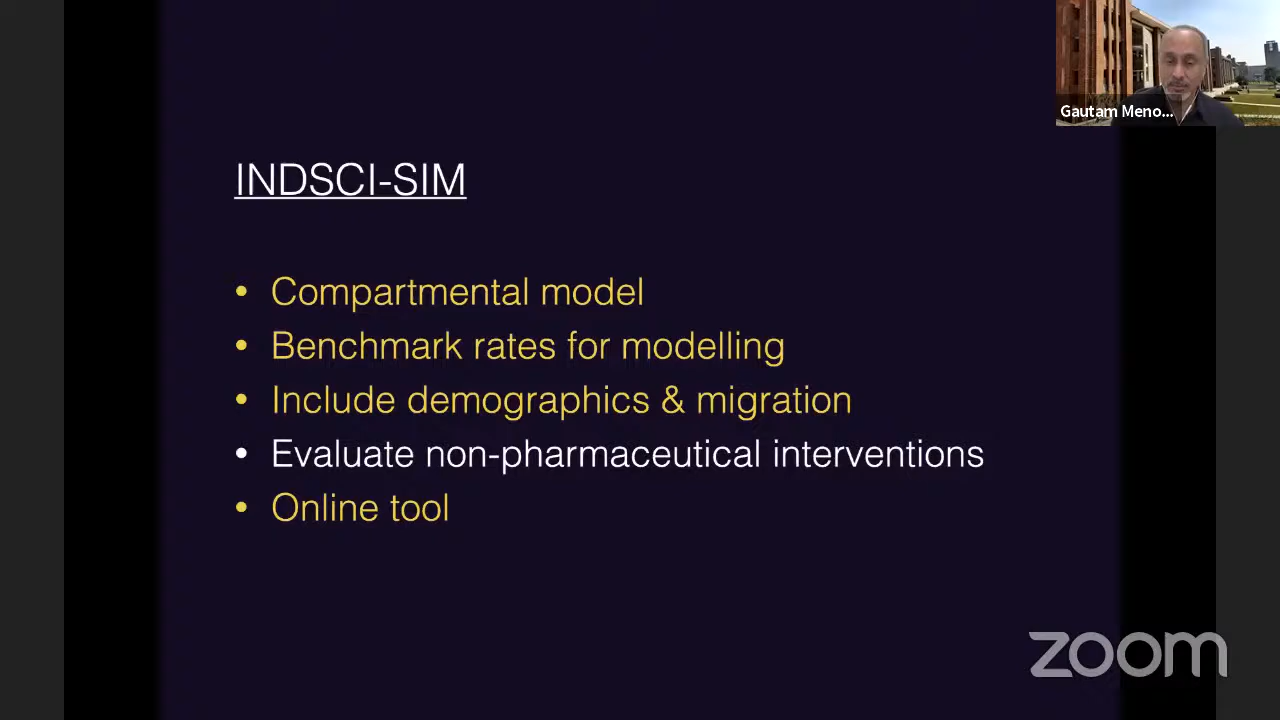 Gautam Meno...
INDSCI-SIM
• Compartmental model
• Benchmark rates for modelling
• Include demographics & migration
• Evaluate non-pharmaceutical interventions
• Online tool
zoom